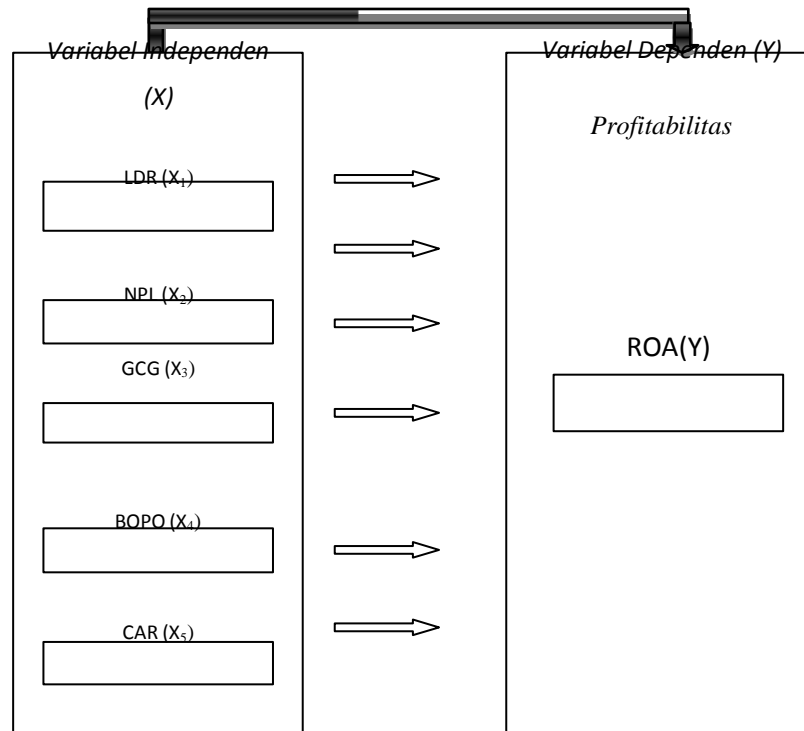 Variabel Independen
(X)
LDR (X₁)
NPL (X₂)
GCG (X₃)
BOPO (X₄)
CAR (X₅)
Variabel Dependen (Y)
Profitabilitas
ROA(Y)